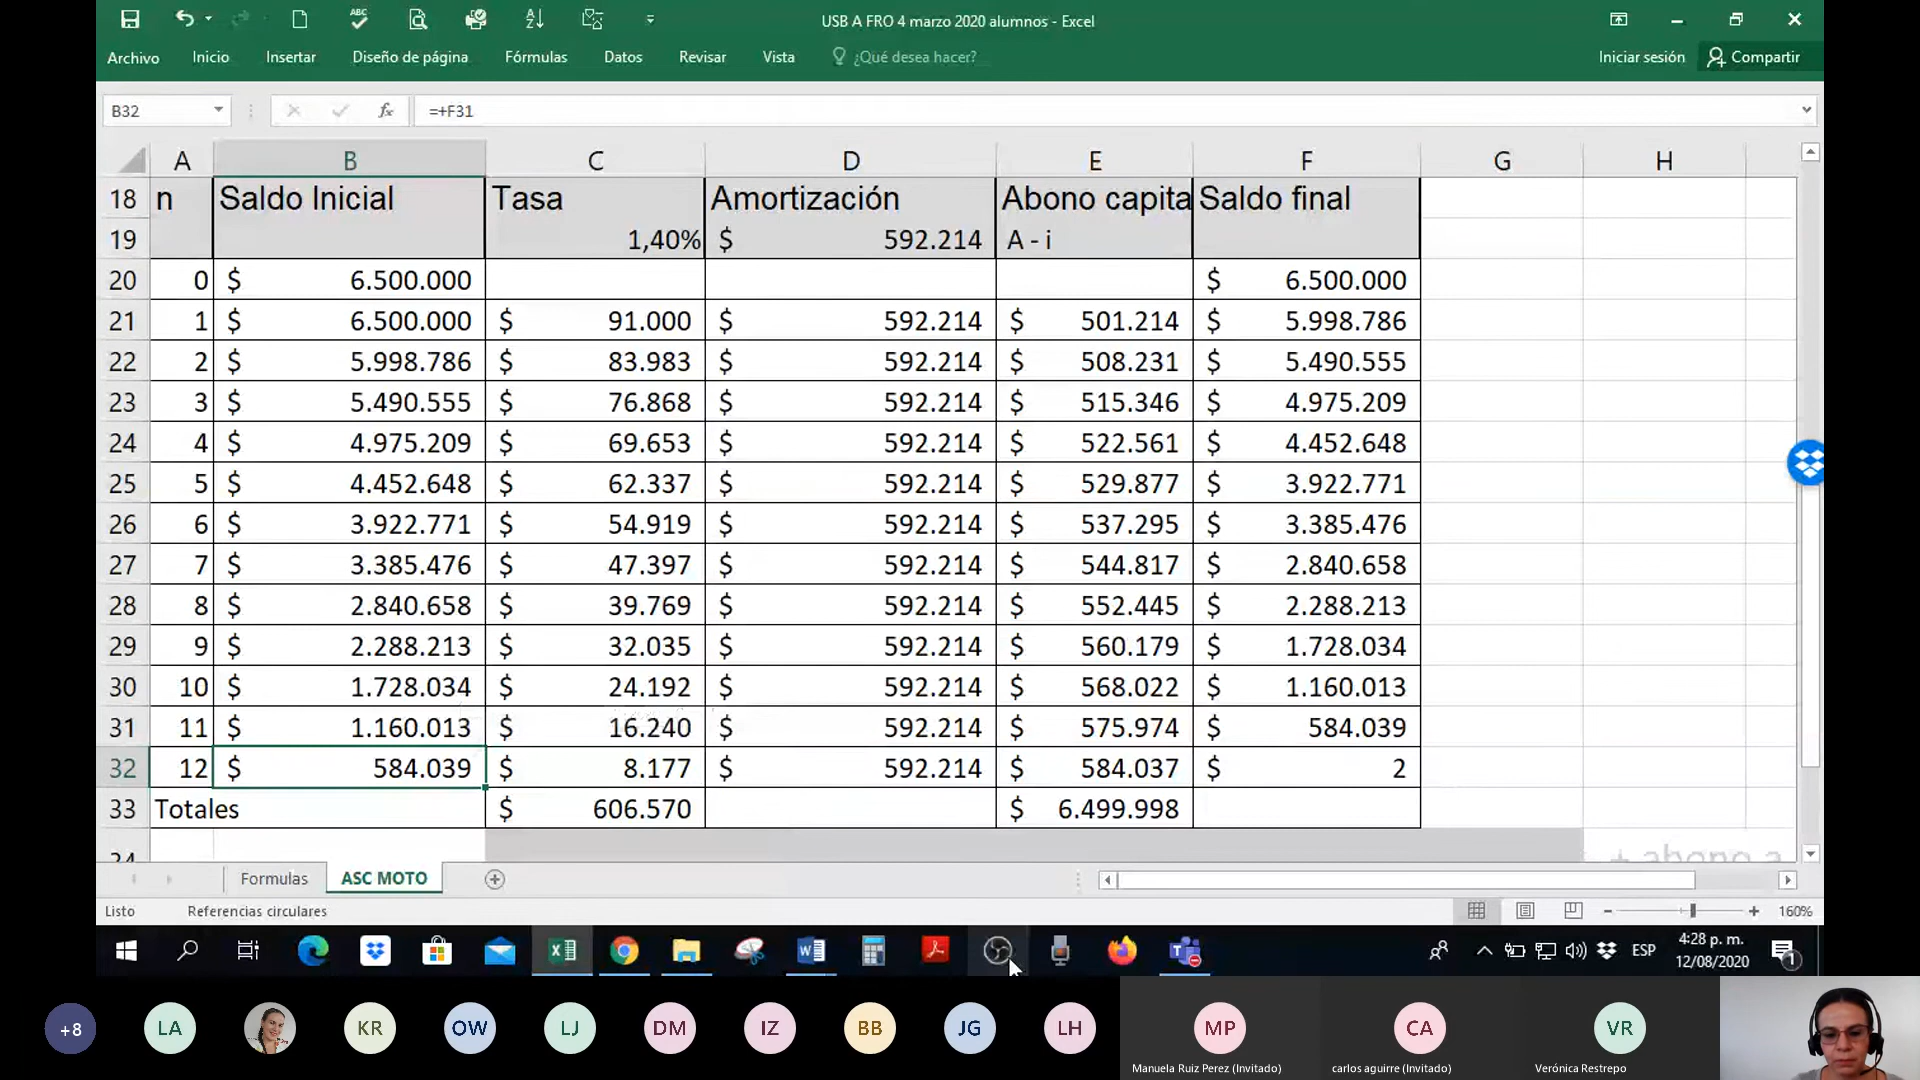 USB A FRO 4 marzo 2020 alumnos - Excel
Archivo Inicio Insertar Diseño de página Fórmulas Datos Revisar Vista ¿Qué desea hacer? Iniciar sesión Compartir
B32 fx =+F31
A B C D E F G H
18 n Saldo Inicial Tasa Amortización Abono capita Saldo final
19 1,40% $ 592.214 A - i
20 0 $ 6.500.000 $ 6.500.000
21 1 $ 6.500.000 $ 91.000 $ 592.214 $ 501.214 $ 5.998.786
22 2 $ 5.998.786 $ 83.983 $ 592.214 $ 508.231 $ 5.490.555
23 3 $ 5.490.555 $ 76.868 $ 592.214 $ 515.346 $ 4.975.209
24 4 $ 4.975.209 $ 69.653 $ 592.214 $ 522.561 $ 4.452.648
25 5 $ 4.452.648 $ 62.337 $ 592.214 $ 529.877 $ 3.922.771
26 6 $ 3.922.771 $ 54.919 $ 592.214 $ 537.295 $ 3.385.476
27 7 $ 3.385.476 $ 47.397 $ 592.214 $ 544.817 $ 2.840.658
28 8 $ 2.840.658 $ 39.769 $ 592.214 $ 552.445 $ 2.288.213
29 9 $ 2.288.213 $ 32.035 $ 592.214 $ 560.179 $ 1.728.034
30 10 $ 1.728.034 $ 24.192 $ 592.214 $ 568.022 $ 1.160.013
31 11 $ 1.160.013 $ 16.240 $ 592.214 $ 575.974 $ 584.039
32 12 $ 584.039 $ 8.177 $ 592.214 $ 584.037 $ 2
33 Totales $ 606.570 $ 6.499.998
+ abono a
Formulas ASC MOTO
Listo Referencias circulares 160%
ESP 4:28 p. m.
12/08/2020
+8 LA KR OW LJ DM IZ BB JG LH MP CA VR
Manuela Ruiz Perez (Invitado) carlos aguirre (Invitado) Verónica Restrepo